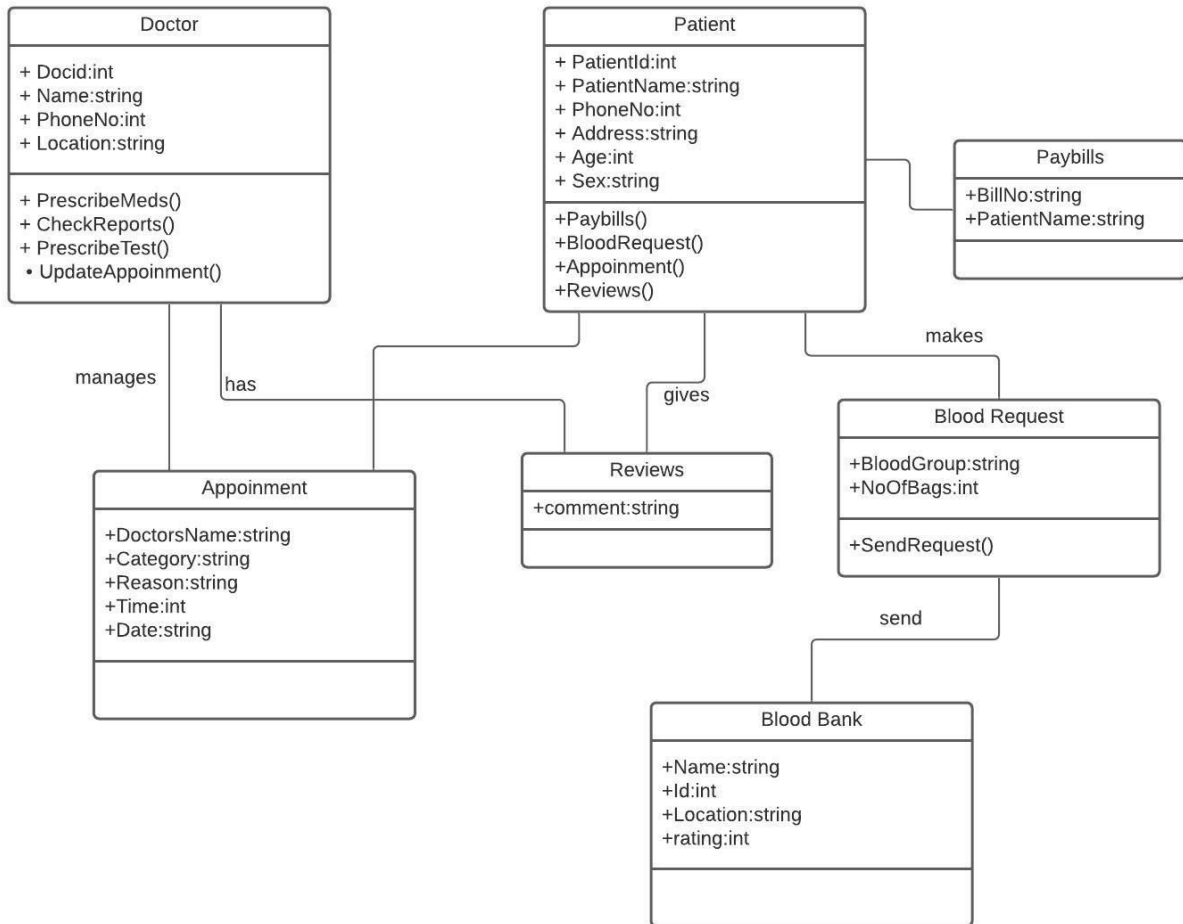 Doctor
+ Docid:int
+ Name:string
+ PhoneNo:int
+ Location:string
+ PrescribeMeds()
+ CheckReports()
+ PrescribeTest()
• UpdateAppoinment()
Patient
+ PatientId:int
+ PatientName:string
+ PhoneNo:int
+ Address:string
+ Age:int
+ Sex:string
+Paybills()
+BloodRequest()
+Appoinment()
+Reviews()
Paybills
+BillNo:string
+PatientName:string
manages
has
gives
makes
Appoinment
+DoctorsName:string
+Category:string
+Reason:string
+Time:int
+Date:string
Reviews
+comment:string
Blood Request
+BloodGroup:string
+NoOfBags:int
+SendRequest()
send
Blood Bank
+Name:string
+Id:int
+Location:string
+rating:int